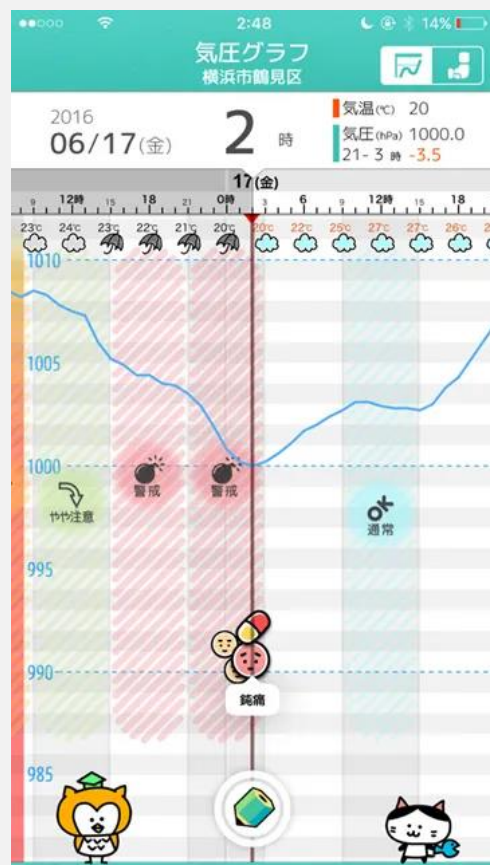 2:48
14%
気圧グラフ
横浜市鶴見区
2016
06/17(金)
2 時
気温(℃) 20
気圧(hPa) 1000.0
21- 3 時 -3.5
17(金)
9 12時 15 18 21 0時 3 6 9 12時 15 18
23℃ 24℃ 23℃ 22℃ 21℃ 20℃ 20℃ 22℃ 25℃ 27℃ 27℃ 26℃
1010
1005
1000
警戒
警戒
やや注意
OK
通常
995
990
鈍痛
985